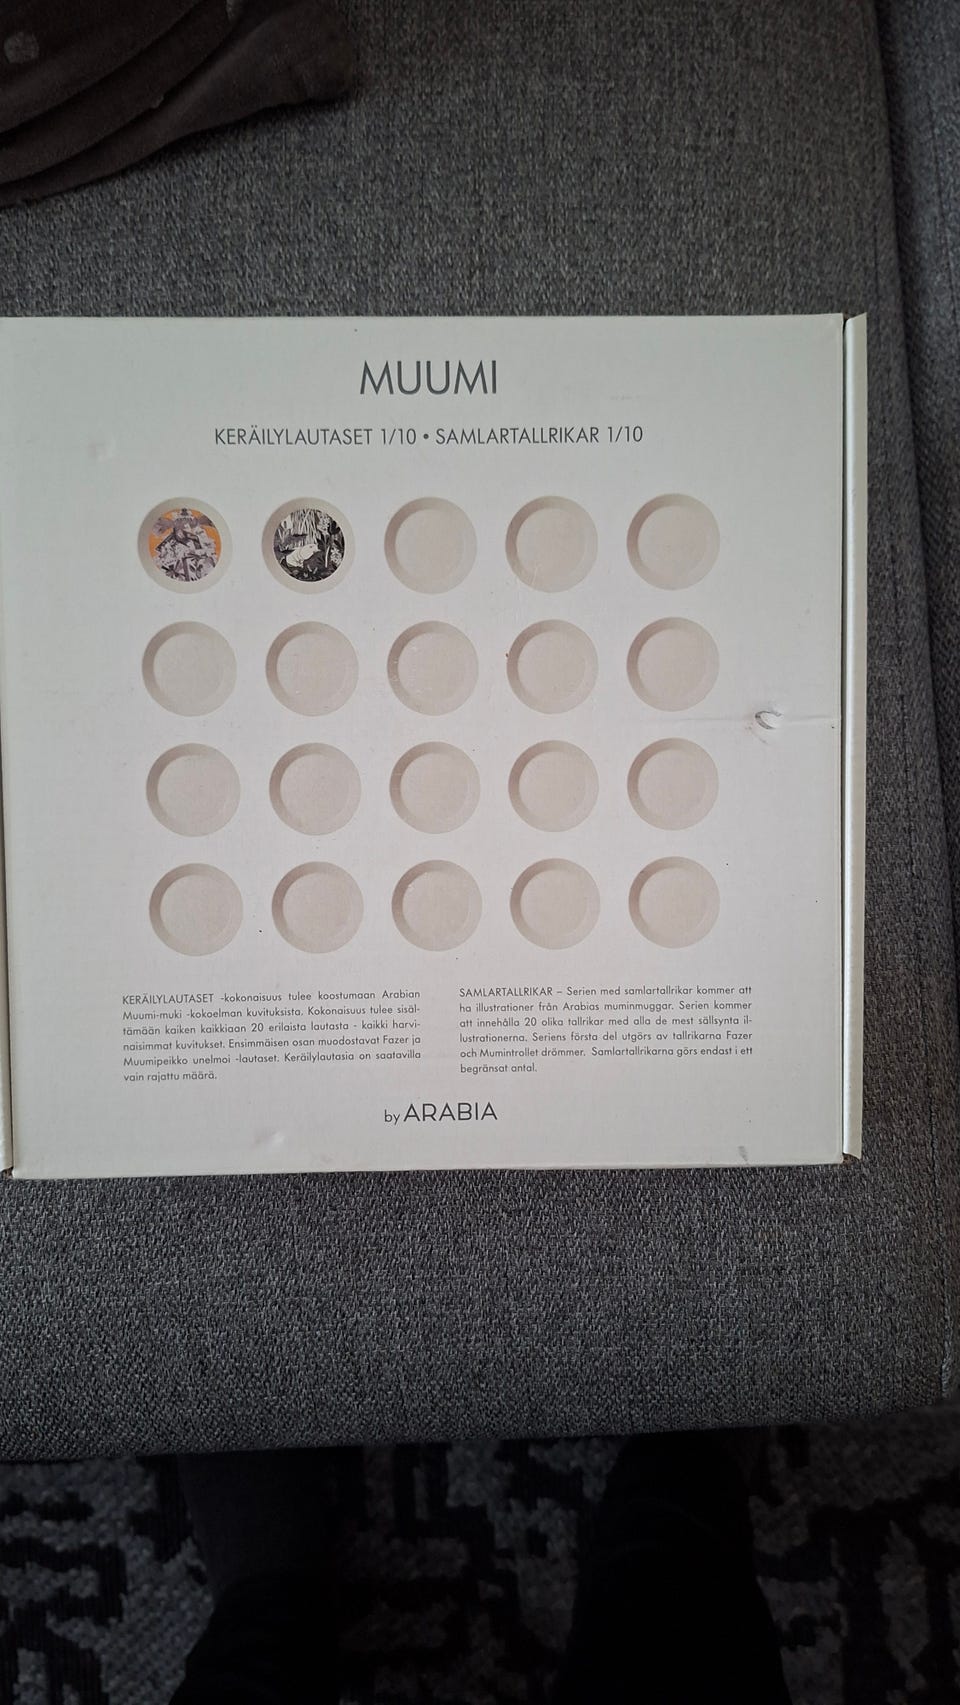 MUUMI
KERÄILYLAUTASET 1/10 • SAMLARTALLRIKAR 1/10
KERÄILYLAUTASET -kokonaisuus tulee koostumaan Arabian
Muumi-muki -kokoelman kuvituksista. Kokonaisuus tulee sisäl-
tämään kaiken kaikkiaan 20 erilaista lautasta - kaikki harvi-
naisimmat kuvitukset. Ensimmäisen osan muodostavat Fazer ja
Muumipeikko unelmoi -lautaset. Keräilylautasia on saatavilla
vain rajattu määrä.
SAMLARTALLRIKAR – Serien med samlartallrikar kommer att
ha illustrationer från Arabias muminmuggar. Serien kommer
att innehålla 20 olika tallrikar med alla de mest sällsynta il-
lustrationerna. Seriens första del utgörs av tallrikarna Fazer
och Mumintrollet drömmer. Samlartallrikarna görs endast i ett
begränsat antal.
by ARABIA